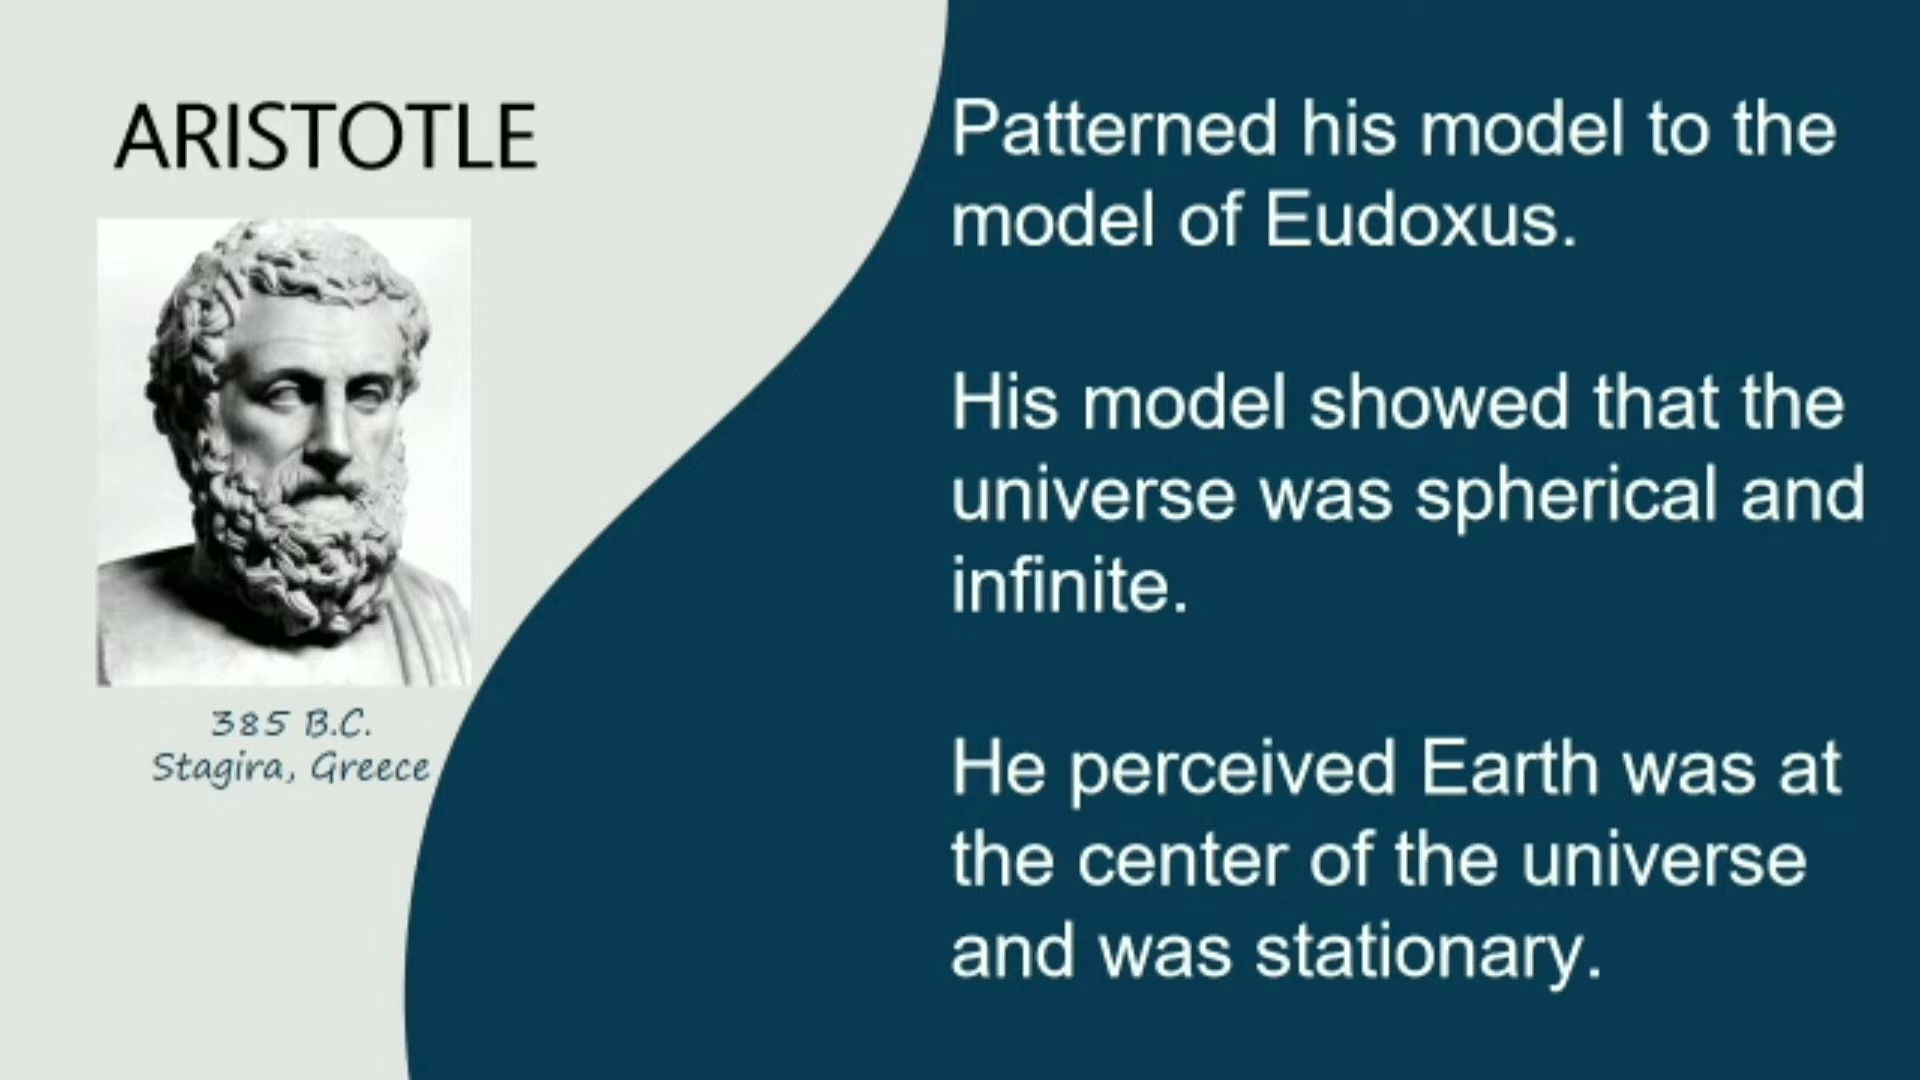 ARISTOTLE
385 B.C.
Stagira, Greece
Patterned his model to the
model of Eudoxus.
His model showed that the
universe was spherical and
infinite.
He perceived Earth was at
the center of the universe
and was stationary.